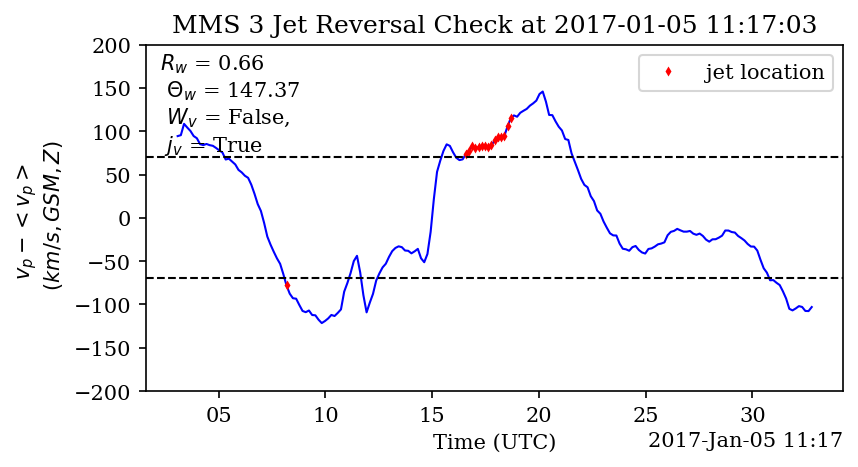 MMS 3 Jet Reversal Check at 2017-01-05 11:17:03
R_w = 0.66
Θ_w = 147.37
W_v = False,
j_v = True
jet location
200
150
100
50
0
−50
−100
−150
−200
v_p − <v_p>
(km/s, GSM, Z)
05 10 15 20 25 30
Time (UTC)
2017-Jan-05 11:17